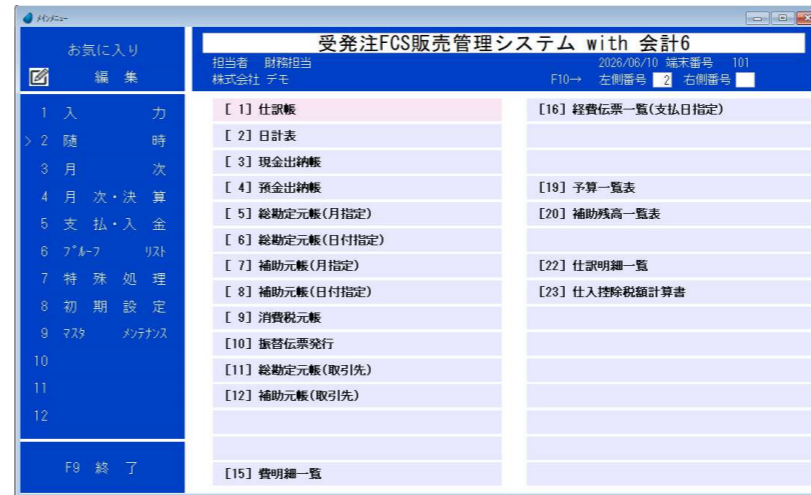 メインメニュー
お気に入り
編 集
受発注FCS販売管理システム with 会計6
担当者 財務担当 2026/06/10 端末番号 101
株式会社 デモ F10→ 左側番号 2 右側番号
1 入 力
> 2 随 時
3 月 次
4 月 次・決 算
5 支 払・入 金
6 プルーフ リスト
7 特 殊 処 理
8 初 期 設 定
9 マスタ メンテナンス
10
11
12
F9 終 了
[ 1] 仕訳帳
[ 2] 日計表
[ 3] 現金出納帳
[ 4] 預金出納帳
[ 5] 総勘定元帳(月指定)
[ 6] 総勘定元帳(日付指定)
[ 7] 補助元帳(月指定)
[ 8] 補助元帳(日付指定)
[ 9] 消費税元帳
[10] 振替伝票発行
[11] 総勘定元帳(取引先)
[12] 補助元帳(取引先)
[15] 費明細一覧
[16] 経費伝票一覧(支払日指定)
[19] 予算一覧表
[20] 補助残高一覧表
[22] 仕訳明細一覧
[23] 仕入控除税額計算書